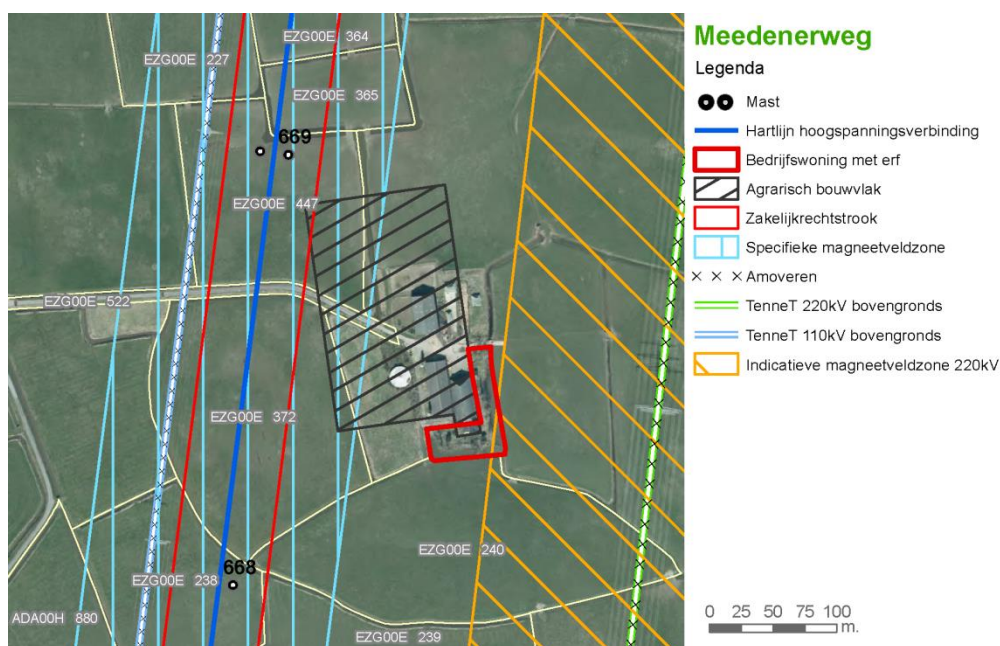 EZG00E 364
EZG00E 227
EZG00E 365
669
EZG00E 447
EZG00E 522
EZG00E 372
EZG00E 240
668
EZG00E 238
ADA00H 880
EZG00E 239
Meedenerweg
Legenda
Mast
Hartlijn hoogspanningsverbinding
Bedrijfswoning met erf
Agrarisch bouwvlak
Zakelijkrechtstrook
Specifieke magneetveldzone
Amoveren
TenneT 220kV bovengronds
TenneT 110kV bovengronds
Indicatieve magneetveldzone 220kV
0 25 50 75 100
m.